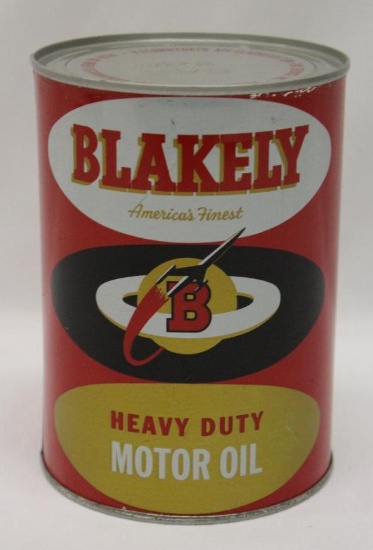 BLAKELY
America's Finest
B
HEAVY DUTY
MOTOR OIL